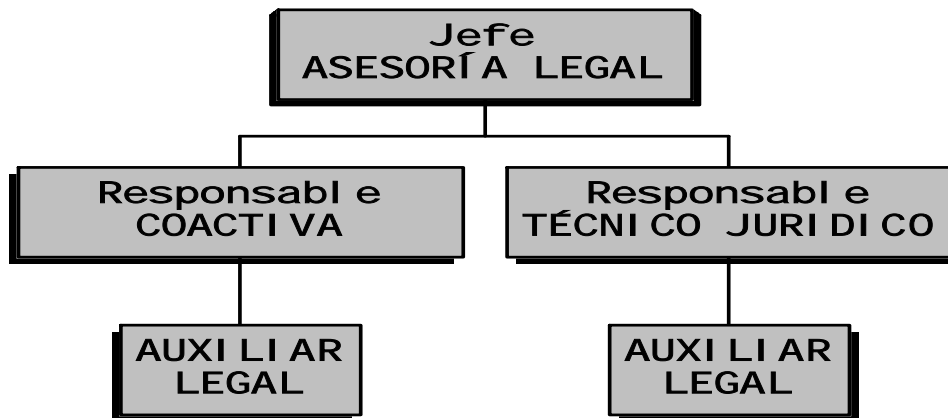 Jefe
ASESORÍA LEGAL
Responsable
COACTIVA
Responsable
TÉCNICO JURIDICO
AUXILIAR
LEGAL
AUXILIAR
LEGAL